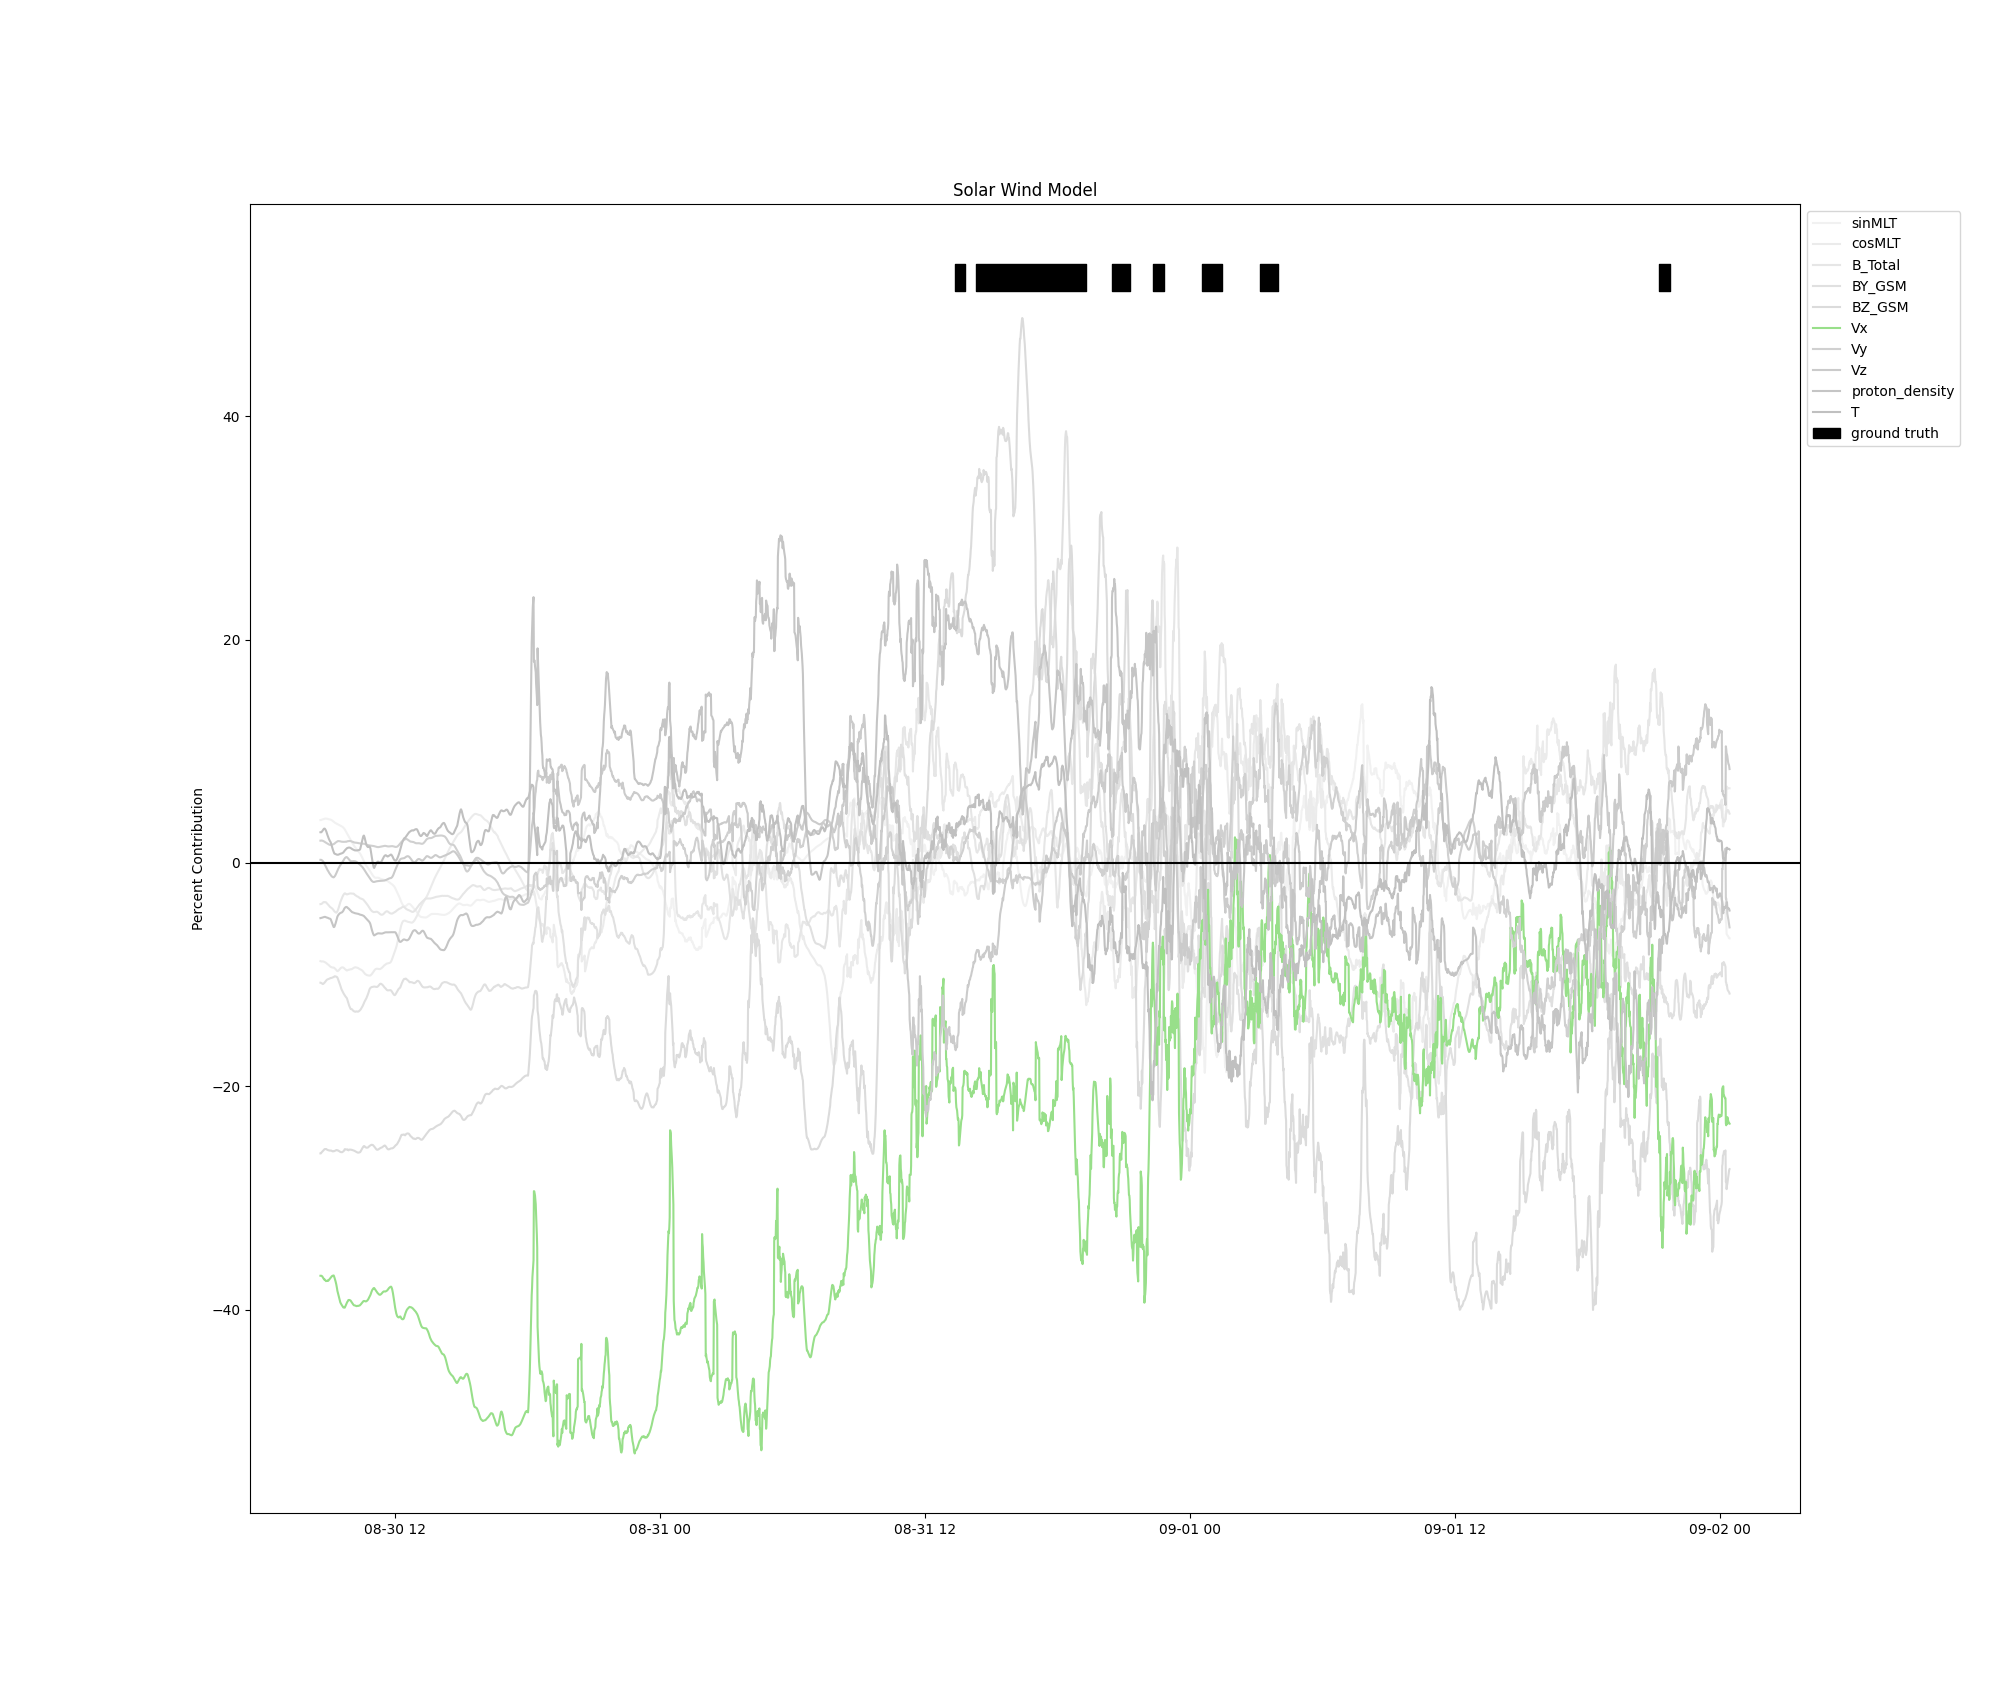 Solar Wind Model
sinMLT
cosMLT
B_Total
BY_GSM
BZ_GSM
Vx
Vy
Vz
proton_density
T
ground truth
Percent Contribution
40
20
0
−20
−40
08-30 12
08-31 00
08-31 12
09-01 00
09-01 12
09-02 00